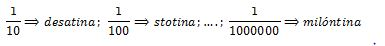 1/10 ⟹ desatina; 1/100 ⟹ stotina; ....; 1/1000000 ⟹ milóntina
.